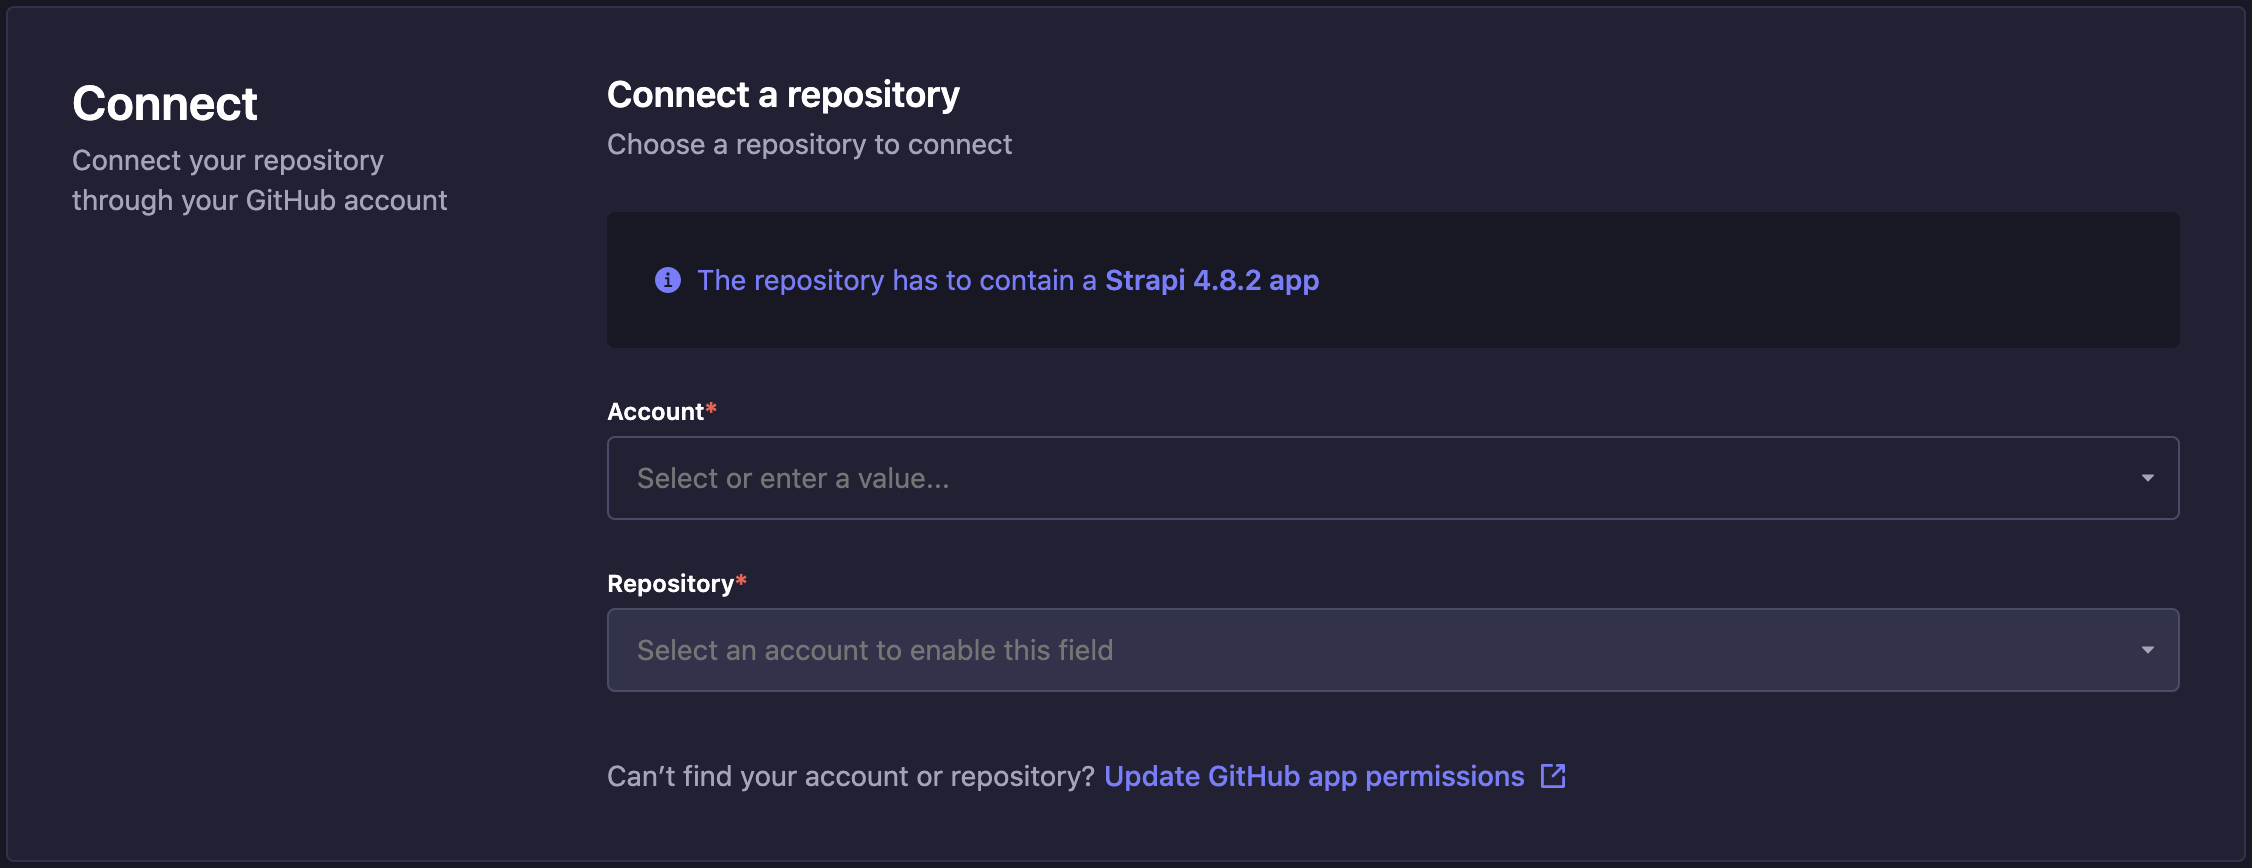 Connect
Connect your repository
through your GitHub account
Connect a repository
Choose a repository to connect
The repository has to contain a Strapi 4.8.2 app
Account*
Select or enter a value...
Repository*
Select an account to enable this field
Can’t find your account or repository? Update GitHub app permissions